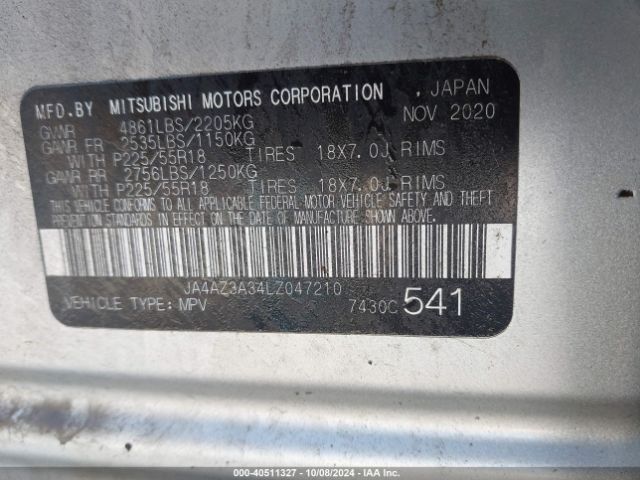 MFD.BY MITSUBISHI MOTORS CORPORATION . JAPAN
GVWR 4861LBS/2205KG NOV 2020
GAWR FR 2535LBS/1150KG
WITH P225/55R18 TIRES 18X7.0J RIMS
GAWR RR 2756LBS/1250KG
WITH P225/55R18 TIRES 18X7.0J RIMS
THIS VEHICLE CONFORMS TO ALL APPLICABLE FEDERAL MOTOR VEHICLE SAFETY AND THEFT
PREVENTION STANDARDS IN EFFECT ON THE DATE OF MANUFACTURE SHOWN ABOVE.
JA4AZ3A34LZ047210
VEHICLE TYPE: MPV 7430C 541
000-40511327 | 10/08/2024 | IAA Inc.